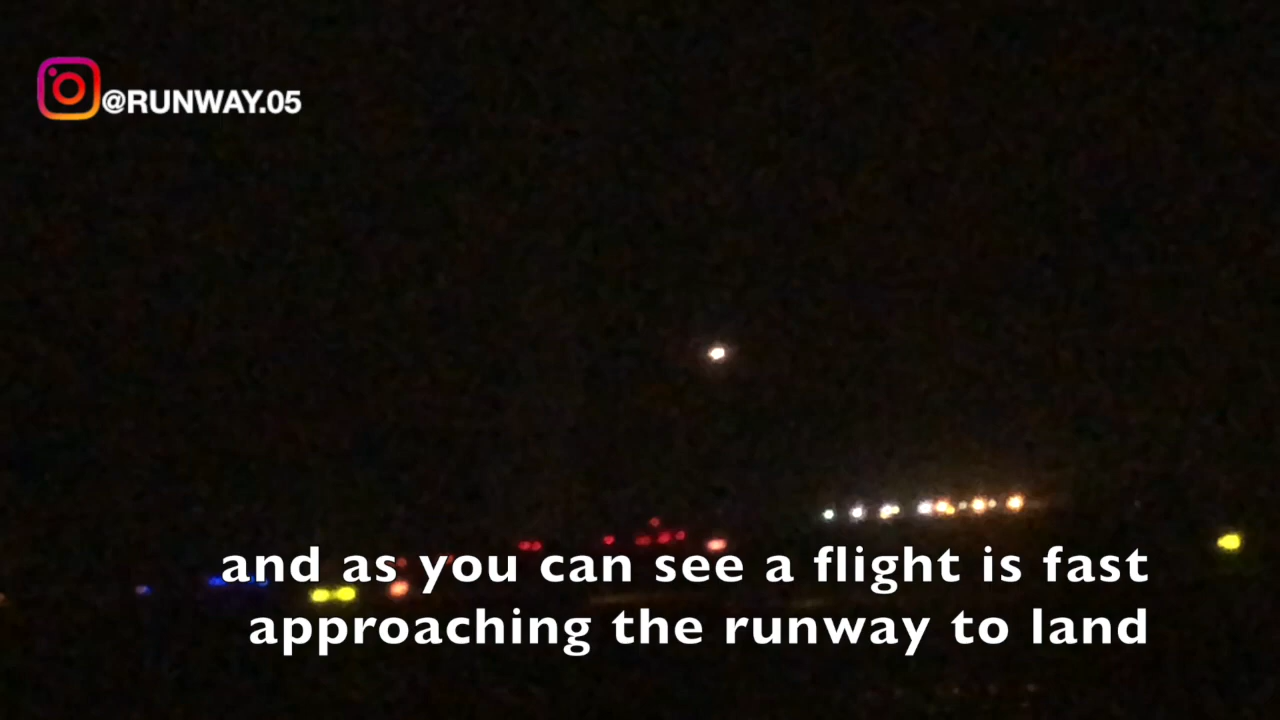 @RUNWAY.05
and as you can see a flight is fast
approaching the runway to land